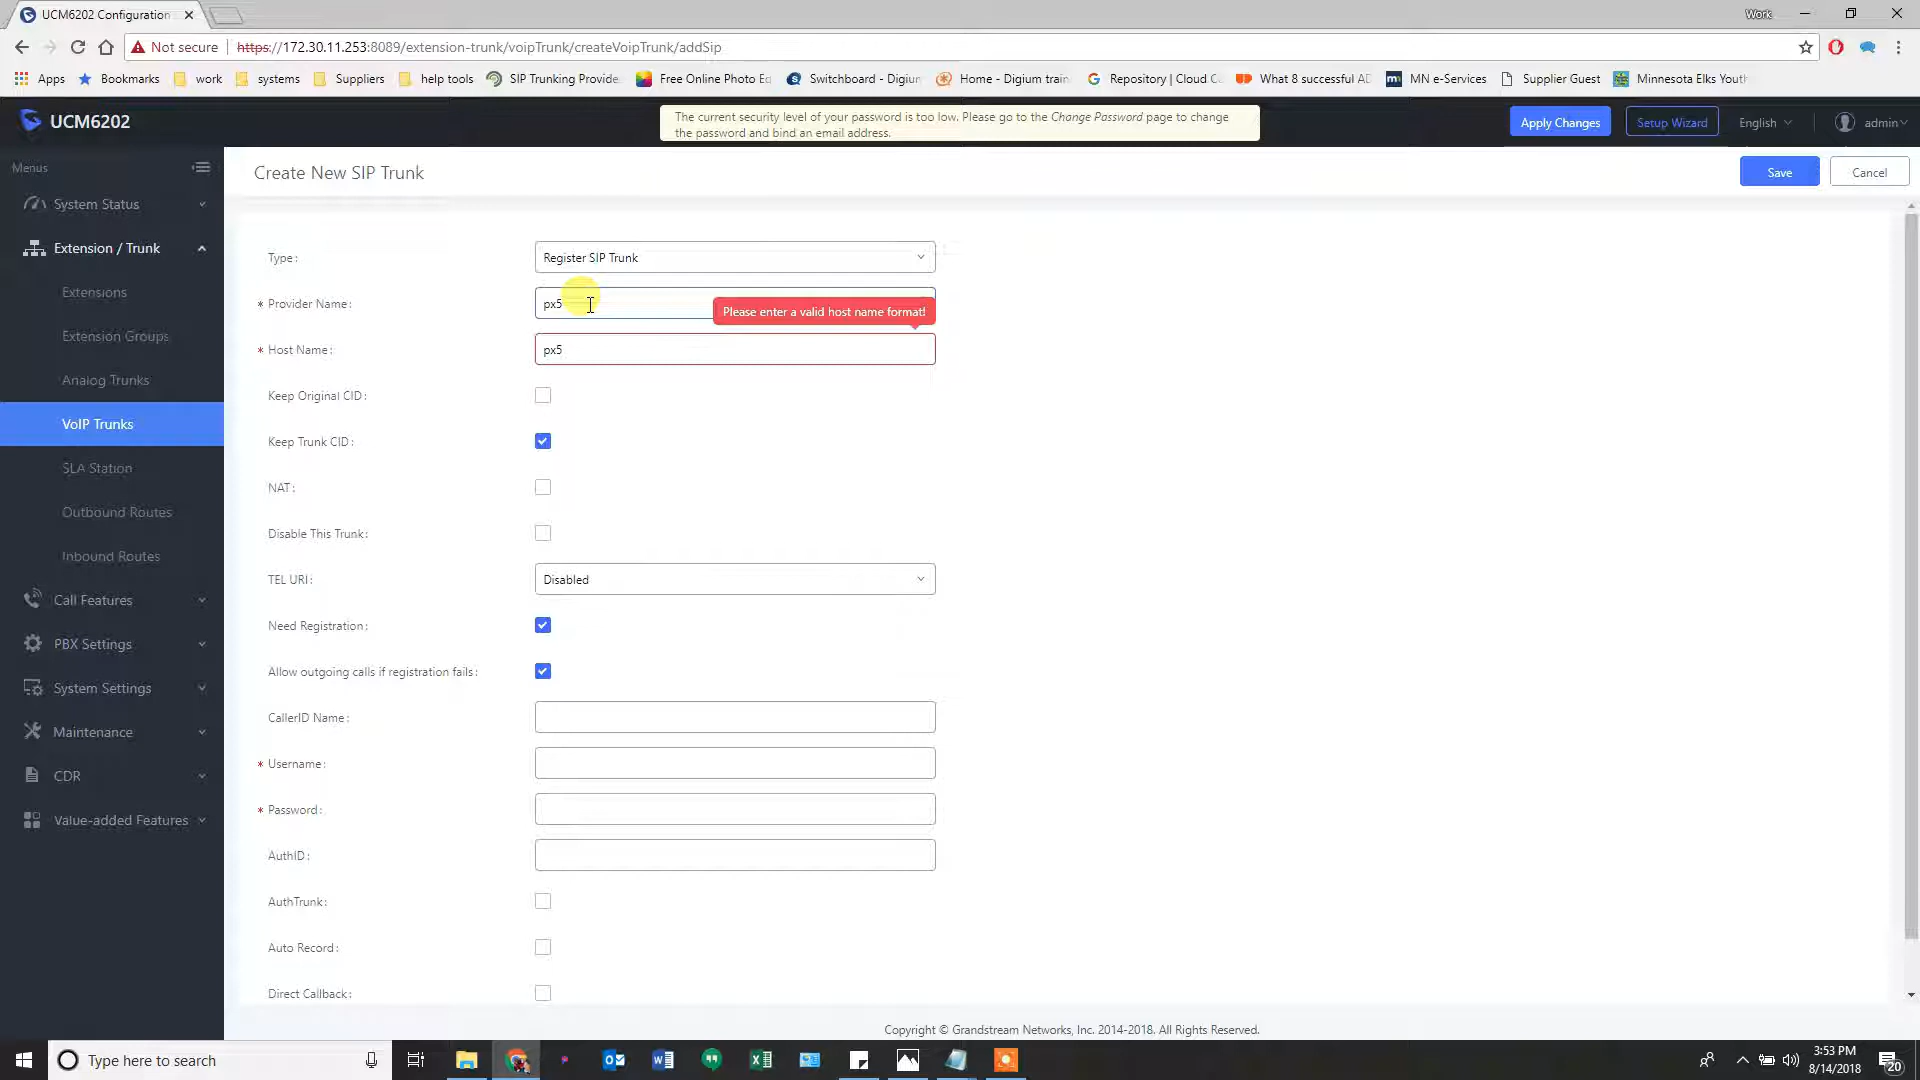 UCM6202 Configuration
Work
Not secure | https://172.30.11.253:8089/extension-trunk/voipTrunk/createVoipTrunk/addSip
Apps Bookmarks work systems Suppliers help tools SIP Trunking Provide Free Online Photo Ed Switchboard - Digium Home - Digium train Repository | Cloud Co What 8 successful AD MN e-Services Supplier Guest Minnesota Elks Youth
UCM6202
The current security level of your password is too low. Please go to the Change Password page to change
the password and bind an email address.
Apply Changes Setup Wizard English admin
Menus
System Status
Extension / Trunk
Extensions
Extension Groups
Analog Trunks
VoIP Trunks
SLA Station
Outbound Routes
Inbound Routes
Call Features
PBX Settings
System Settings
Maintenance
CDR
Value-added Features
Create New SIP Trunk
Save Cancel
Type: Register SIP Trunk
* Provider Name: px5
Please enter a valid host name format!
* Host Name: px5
Keep Original CID:
Keep Trunk CID:
NAT:
Disable This Trunk:
TEL URI: Disabled
Need Registration:
Allow outgoing calls if registration fails:
CallerID Name:
* Username:
* Password:
AuthID:
AuthTrunk:
Auto Record:
Direct Callback:
Copyright © Grandstream Networks, Inc. 2014-2018. All Rights Reserved.
Type here to search
3:53 PM
8/14/2018
20